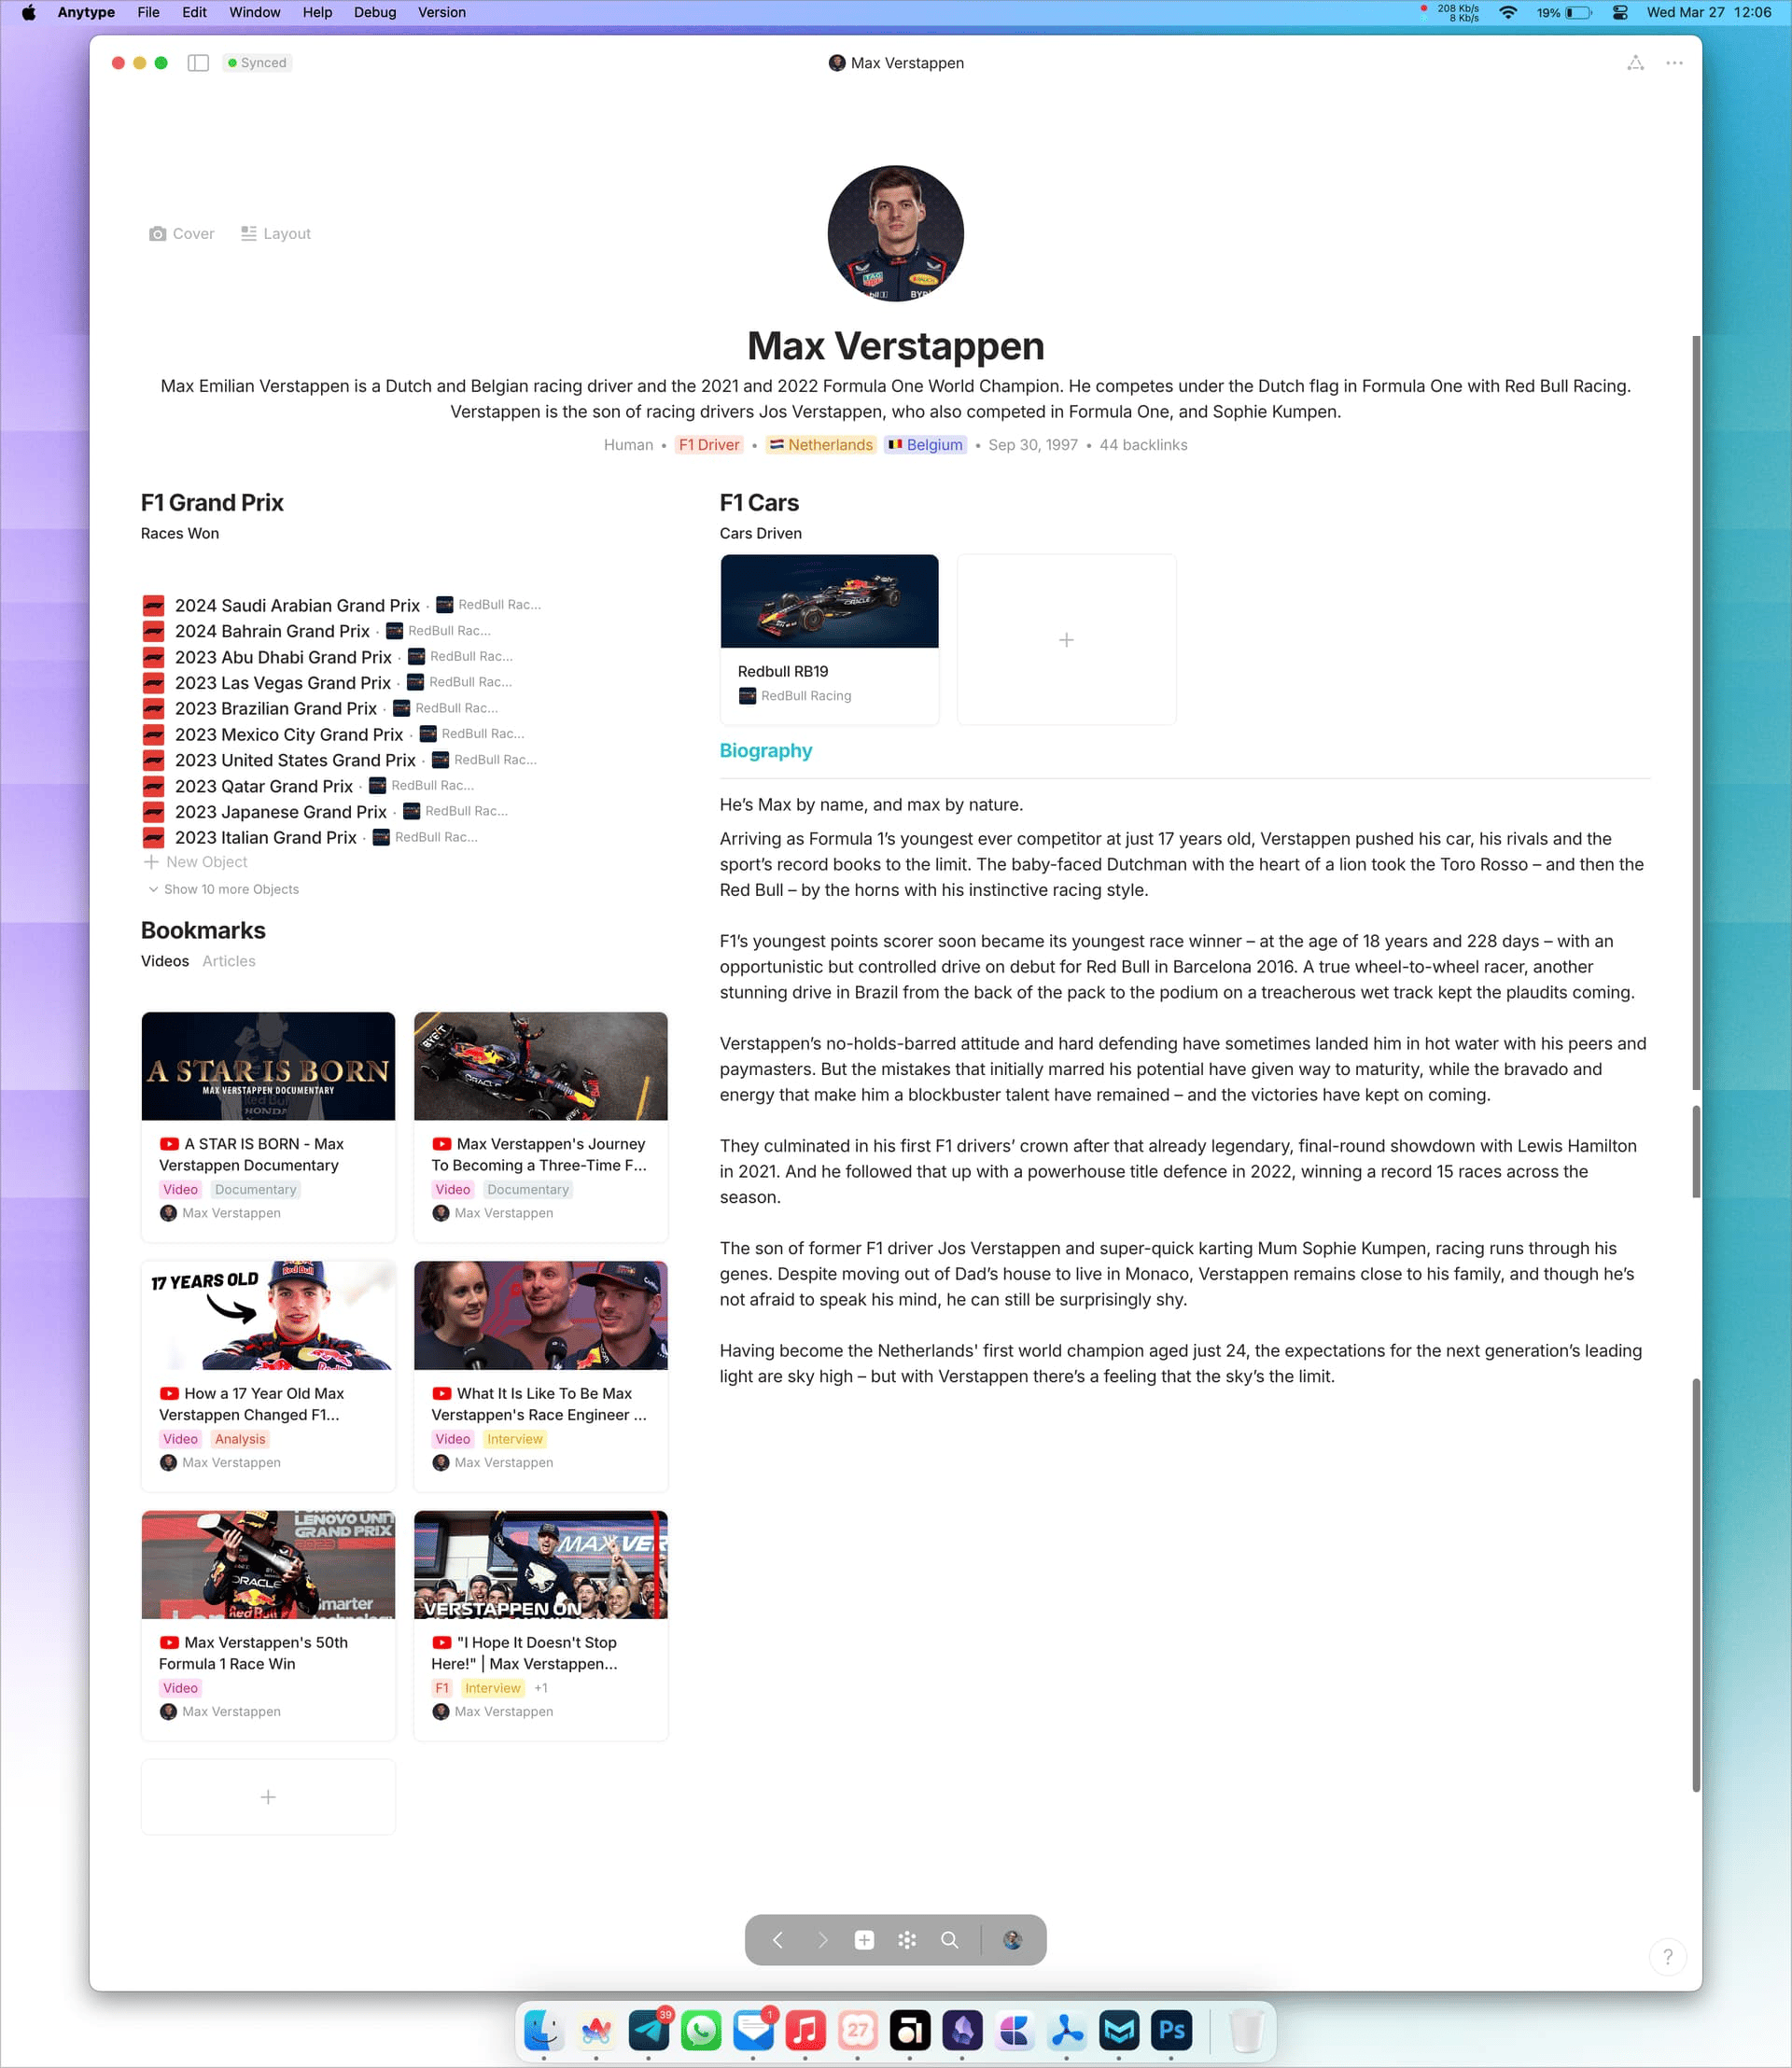 Anytype File Edit Window Help Debug Version
208 Kb/s
8 Kb/s
19%
Wed Mar 27 12:06
Synced
Max Verstappen
Cover Layout
Max Verstappen
Max Emilian Verstappen is a Dutch and Belgian racing driver and the 2021 and 2022 Formula One World Champion. He competes under the Dutch flag in Formula One with Red Bull Racing.
Verstappen is the son of racing drivers Jos Verstappen, who also competed in Formula One, and Sophie Kumpen.
Human • F1 Driver • Netherlands Belgium • Sep 30, 1997 • 44 backlinks
F1 Grand Prix
Races Won
2024 Saudi Arabian Grand Prix · RedBull Rac...
2024 Bahrain Grand Prix · RedBull Rac...
2023 Abu Dhabi Grand Prix · RedBull Rac...
2023 Las Vegas Grand Prix · RedBull Rac...
2023 Brazilian Grand Prix · RedBull Rac...
2023 Mexico City Grand Prix · RedBull Rac...
2023 United States Grand Prix · RedBull Rac...
2023 Qatar Grand Prix · RedBull Rac...
2023 Japanese Grand Prix · RedBull Rac...
2023 Italian Grand Prix · RedBull Rac...
New Object
Show 10 more Objects
Bookmarks
Videos Articles
A STAR IS BORN
MAX VERSTAPPEN DOCUMENTARY
Red Bul
HONDA
A STAR IS BORN - Max
Verstappen Documentary
Video Documentary
Max Verstappen
BYBIT
ORACLE
Max Verstappen's Journey
To Becoming a Three-Time F...
Video Documentary
Max Verstappen
17 YEARS OLD
Red Bull
How a 17 Year Old Max
Verstappen Changed F1...
Video Analysis
Max Verstappen
What It Is Like To Be Max
Verstappen's Race Engineer ...
Video Interview
Max Verstappen
LENOVO UNIT
GRAND PRIX
2023
ORACLE
Red Bull
marter
Max Verstappen's 50th
Formula 1 Race Win
Video
Max Verstappen
MAX VER
VERSTAPPEN ON
"I Hope It Doesn't Stop
Here!" | Max Verstappen...
F1 Interview +1
Max Verstappen
F1 Cars
Cars Driven
ORACLE
Redbull RB19
RedBull Racing
Biography
He’s Max by name, and max by nature.
Arriving as Formula 1’s youngest ever competitor at just 17 years old, Verstappen pushed his car, his rivals and the
sport’s record books to the limit. The baby-faced Dutchman with the heart of a lion took the Toro Rosso – and then the
Red Bull – by the horns with his instinctive racing style.
F1’s youngest points scorer soon became its youngest race winner – at the age of 18 years and 228 days – with an
opportunistic but controlled drive on debut for Red Bull in Barcelona 2016. A true wheel-to-wheel racer, another
stunning drive in Brazil from the back of the pack to the podium on a treacherous wet track kept the plaudits coming.
Verstappen’s no-holds-barred attitude and hard defending have sometimes landed him in hot water with his peers and
paymasters. But the mistakes that initially marred his potential have given way to maturity, while the bravado and
energy that make him a blockbuster talent have remained – and the victories have kept on coming.
They culminated in his first F1 drivers’ crown after that already legendary, final-round showdown with Lewis Hamilton
in 2021. And he followed that up with a powerhouse title defence in 2022, winning a record 15 races across the
season.
The son of former F1 driver Jos Verstappen and super-quick karting Mum Sophie Kumpen, racing runs through his
genes. Despite moving out of Dad’s house to live in Monaco, Verstappen remains close to his family, and though he’s
not afraid to speak his mind, he can still be surprisingly shy.
Having become the Netherlands' first world champion aged just 24, the expectations for the next generation’s leading
light are sky high – but with Verstappen there’s a feeling that the sky’s the limit.
?
39
1
27
Ps